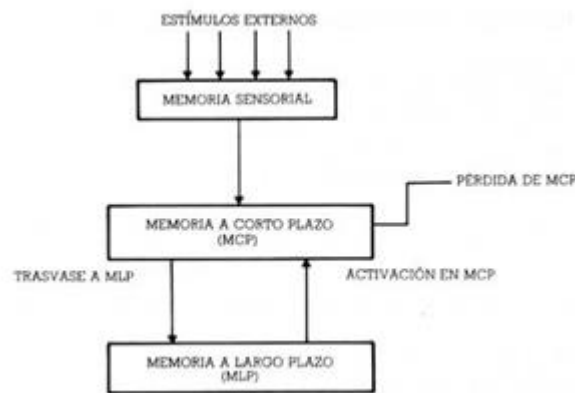 ESTÍMULOS EXTERNOS
MEMORIA SENSORIAL
PÉRDIDA DE MCP
MEMORIA A CORTO PLAZO
(MCP)
TRASVASE A MLP
ACTIVACIÓN EN MCP
MEMORIA A LARGO PLAZO
(MLP)